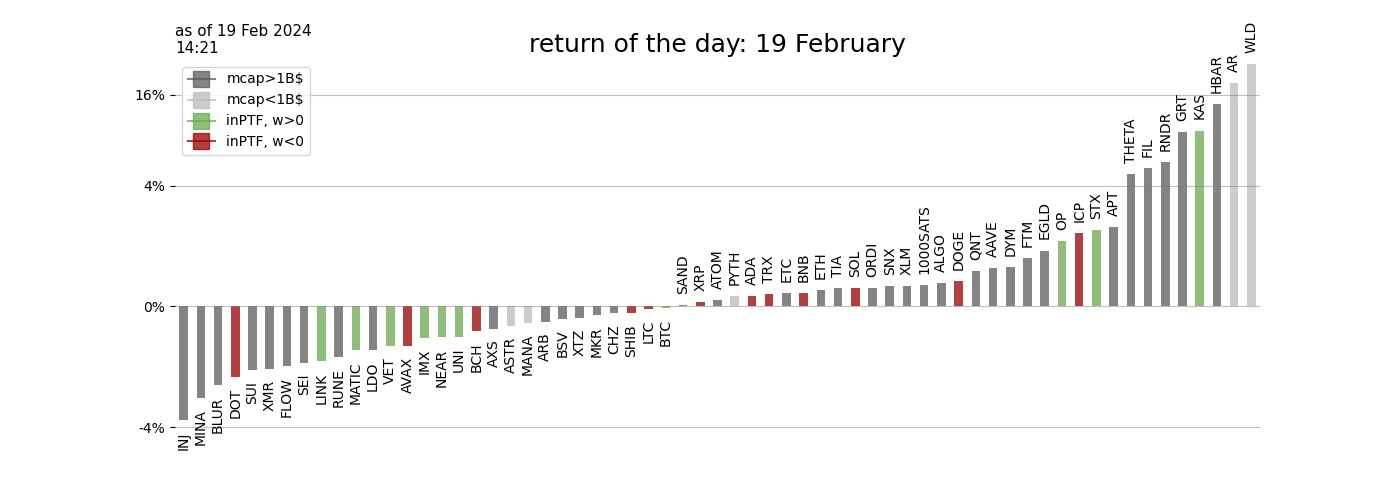 as of 19 Feb 2024
14:21
return of the day: 19 February
mcap>1B$
mcap<1B$
inPTF, w>0
inPTF, w<0
16%
4%
0%
-4%
INJ
MINA
BLUR
DOT
SUI
XMR
FLOW
SEI
LINK
RUNE
MATIC
LDO
VET
AVAX
IMX
NEAR
UNI
BCH
AXS
ASTR
MANA
ARB
BSV
XTZ
MKR
CHZ
SHIB
LTC
BTC
SAND
XRP
ATOM
PYTH
ADA
TRX
ETC
BNB
ETH
TIA
SOL
ORDI
SNX
XLM
1000SATS
ALGO
DOGE
QNT
AAVE
DYM
FTM
EGLD
OP
ICP
STX
APT
THETA
FIL
RNDR
GRT
KAS
HBAR
AR
WLD